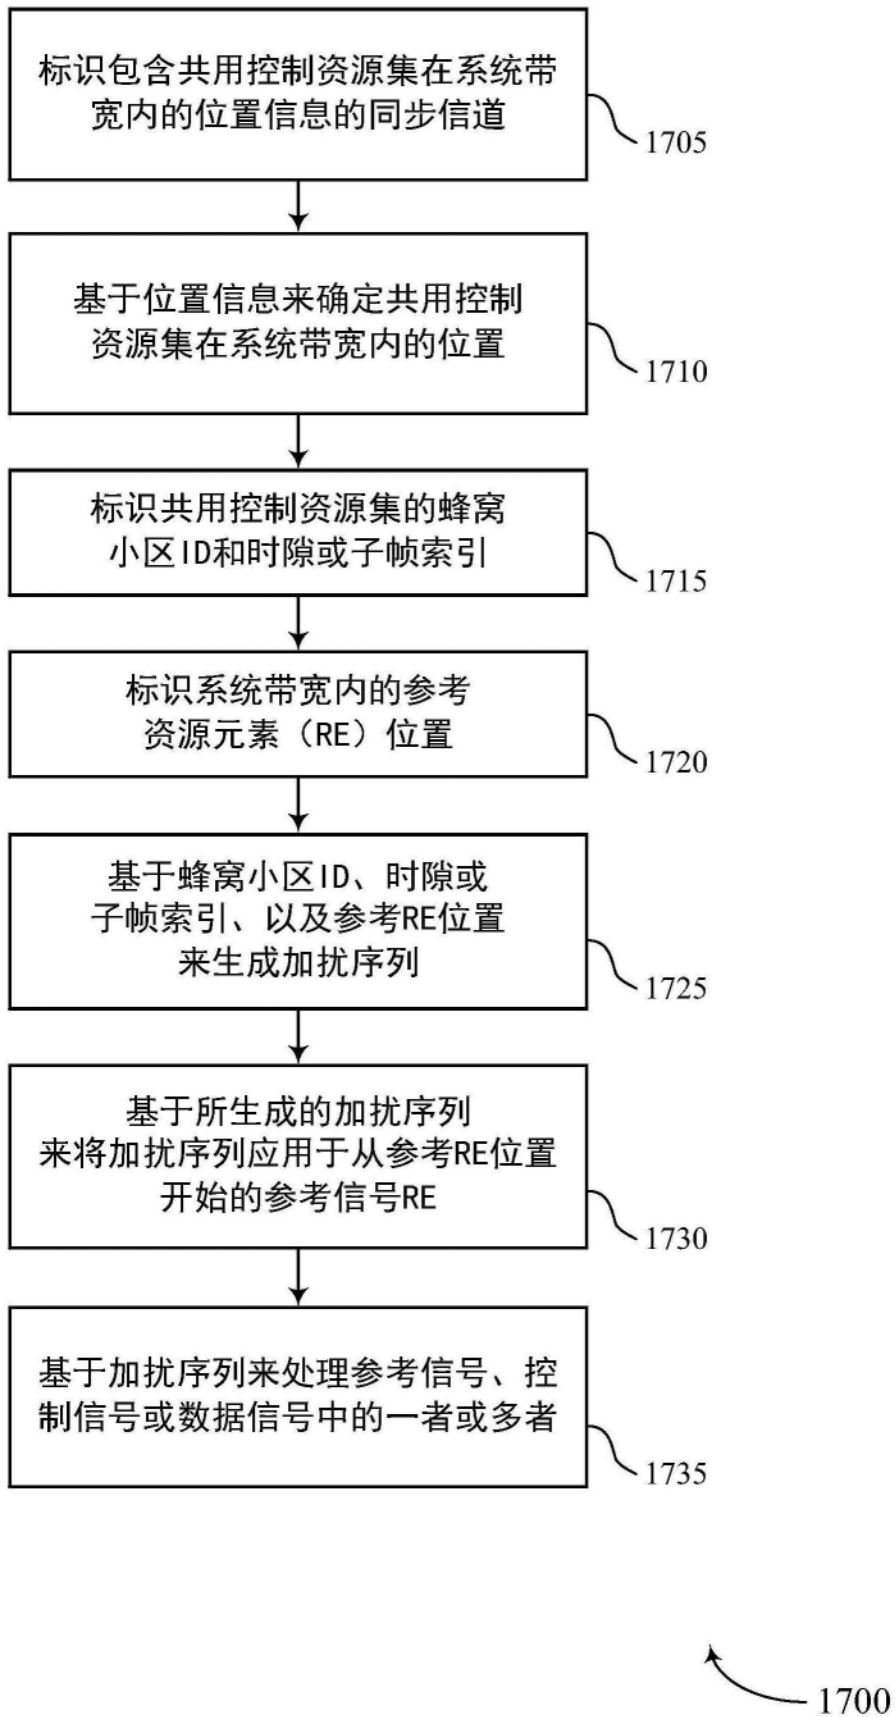 标识包含共用控制资源集在系统带
宽内的位置信息的同步信道
1705
基于位置信息来确定共用控制
资源集在系统带宽内的位置
1710
标识共用控制资源集的蜂窝
小区ID和时隙或子帧索引
1715
标识系统带宽内的参考
资源元素（RE）位置
1720
基于蜂窝小区ID、时隙或
子帧索引、以及参考RE位置
来生成加扰序列
1725
基于所生成的加扰序列
来将加扰序列应用于从参考RE位置
开始的参考信号RE
1730
基于加扰序列来处理参考信号、控
制信号或数据信号中的一者或多者
1735
1700